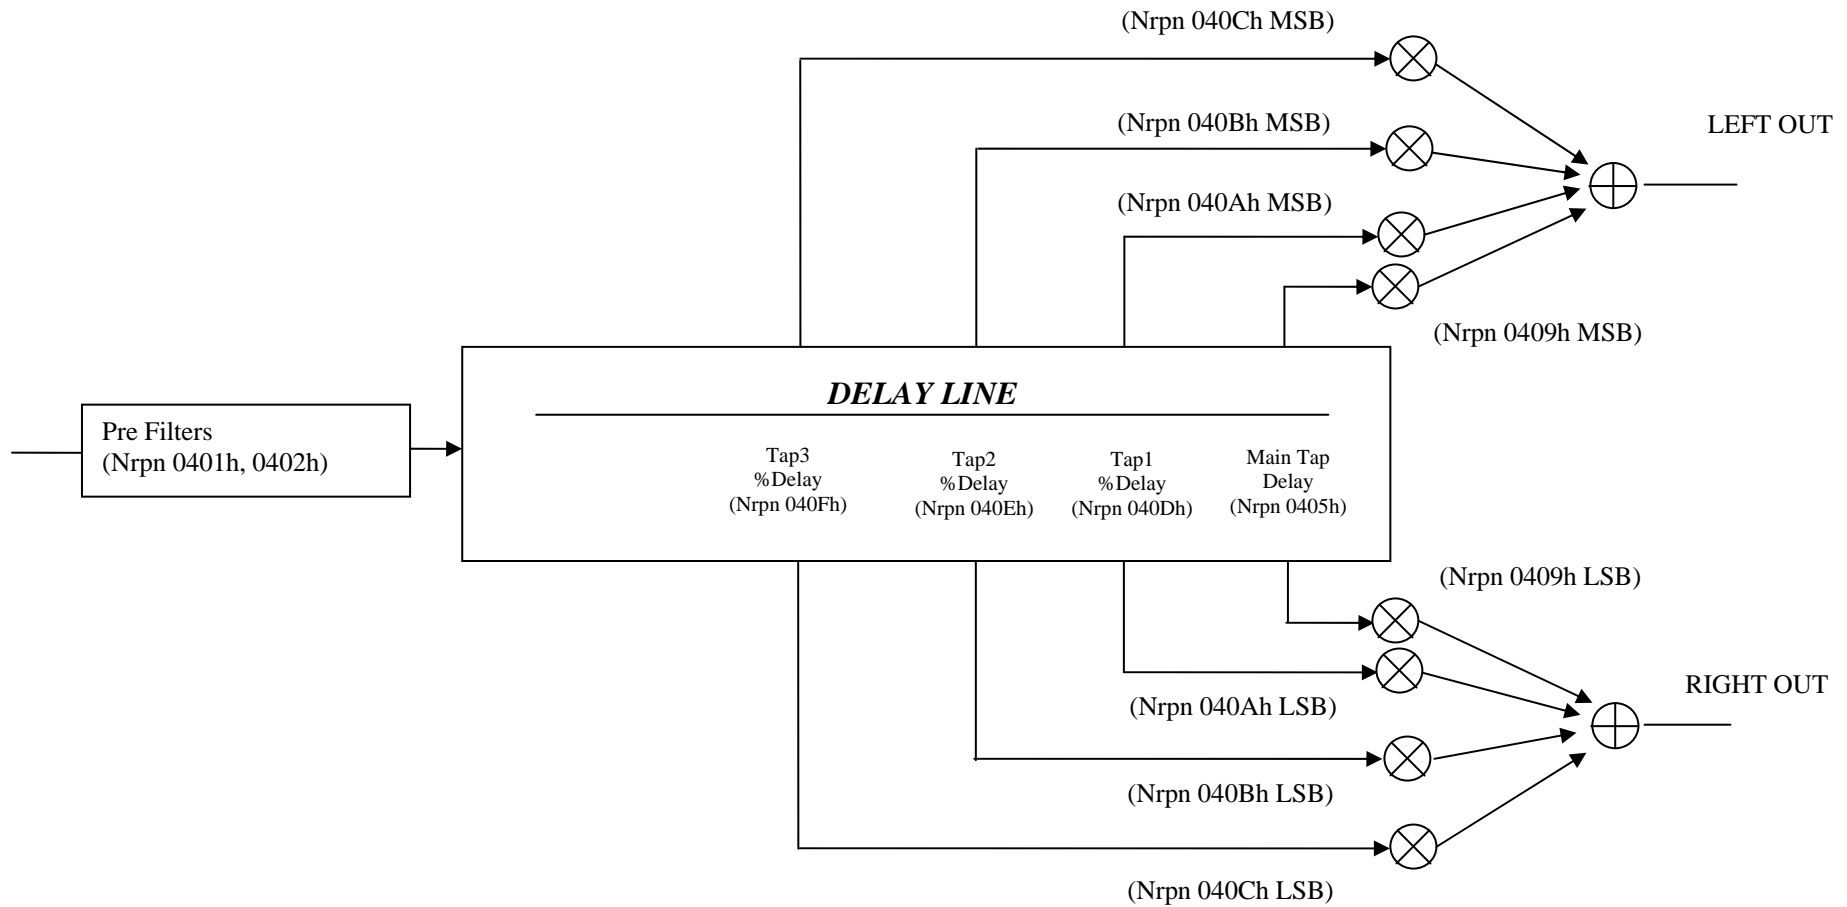 (Nrpn 040Ch MSB)
(Nrpn 040Bh MSB)
LEFT OUT
(Nrpn 040Ah MSB)
(Nrpn 0409h MSB)
DELAY LINE
Pre Filters
(Nrpn 0401h, 0402h)
Tap3
%Delay
(Nrpn 040Fh)
Tap2
%Delay
(Nrpn 040Eh)
Tap1
%Delay
(Nrpn 040Dh)
Main Tap
Delay
(Nrpn 0405h)
(Nrpn 0409h LSB)
RIGHT OUT
(Nrpn 040Ah LSB)
(Nrpn 040Bh LSB)
(Nrpn 040Ch LSB)